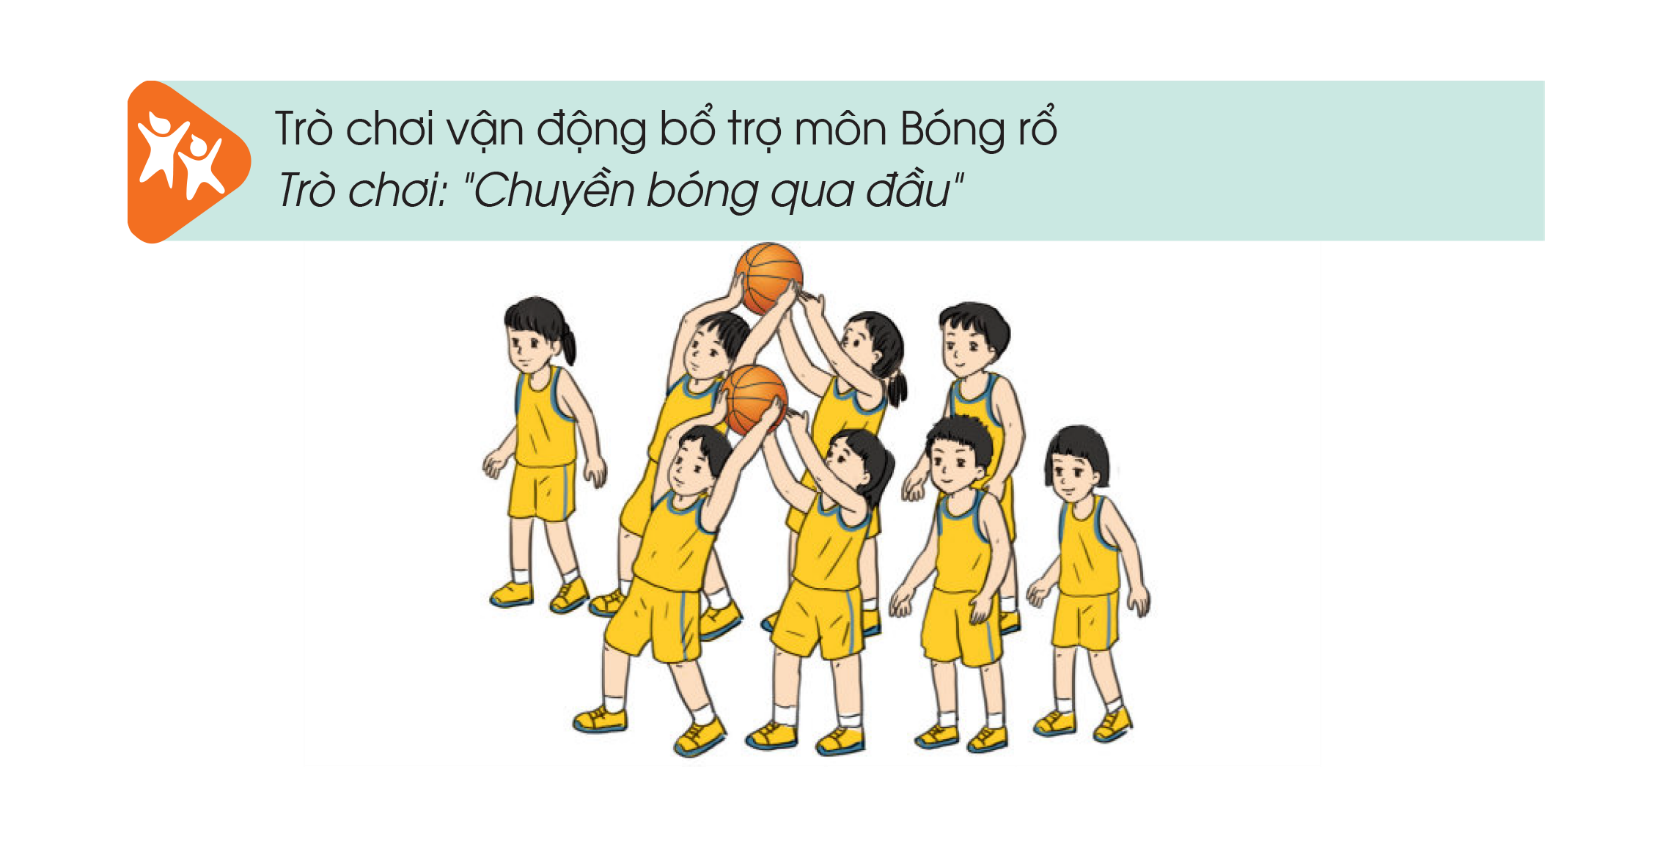 Trò chơi vận động bổ trợ môn Bóng rổ
Trò chơi: "Chuyền bóng qua đầu"